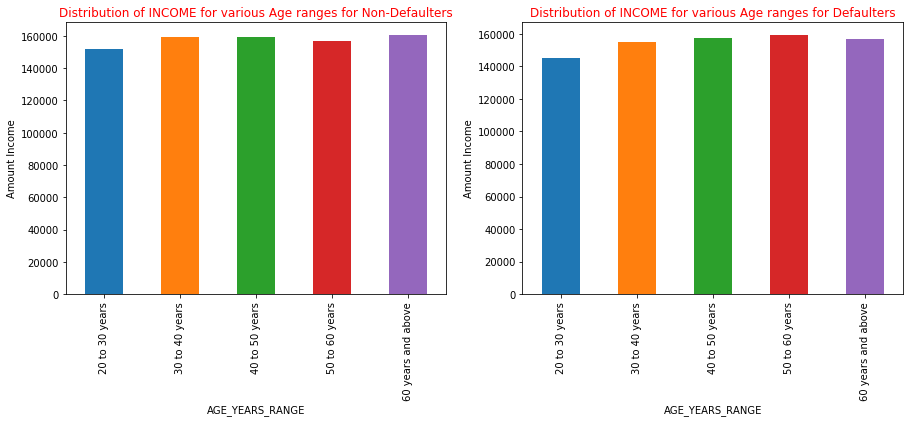 Distribution of INCOME for various Age ranges for Non-Defaulters
Amount Income
160000
140000
120000
100000
80000
60000
40000
20000
0
20 to 30 years
30 to 40 years
40 to 50 years
50 to 60 years
60 years and above
AGE_YEARS_RANGE
Distribution of INCOME for various Age ranges for Defaulters
Amount Income
160000
140000
120000
100000
80000
60000
40000
20000
0
20 to 30 years
30 to 40 years
40 to 50 years
50 to 60 years
60 years and above
AGE_YEARS_RANGE